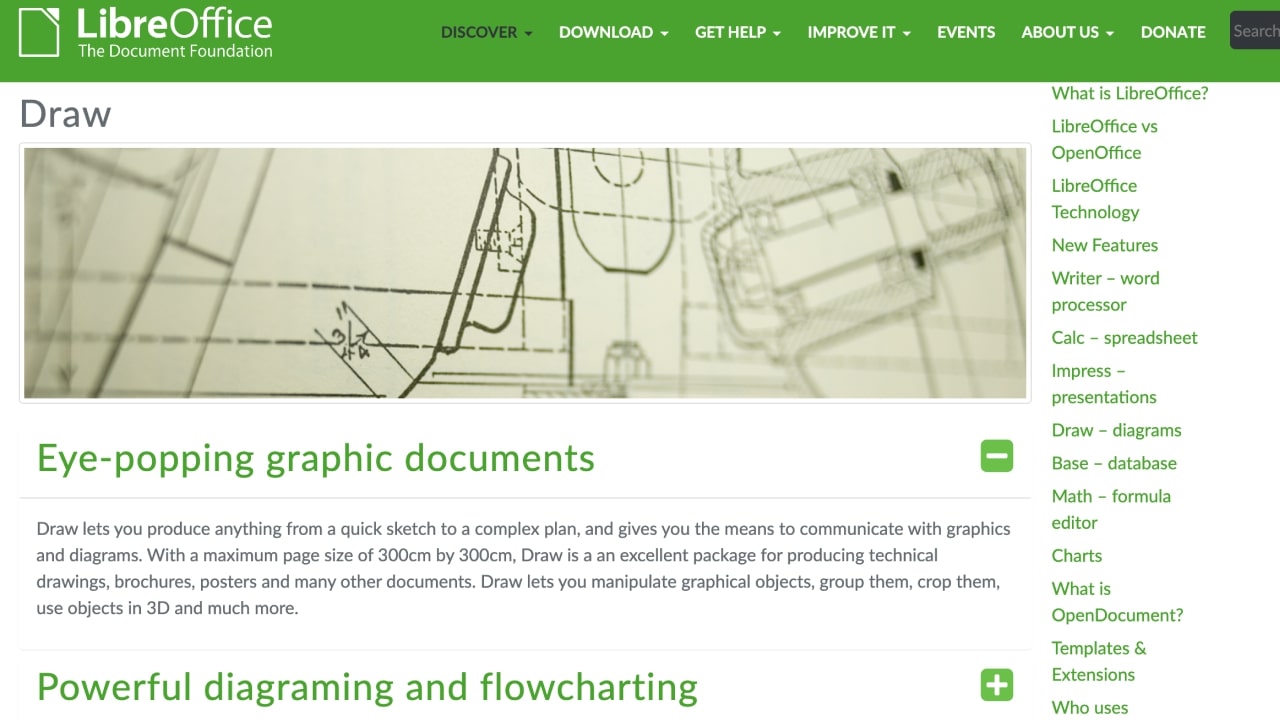 LibreOffice
The Document Foundation
DISCOVER
DOWNLOAD
GET HELP
IMPROVE IT
EVENTS
ABOUT US
DONATE
Search
Draw
Eye-popping graphic documents
Draw lets you produce anything from a quick sketch to a complex plan, and gives you the means to communicate with graphics
and diagrams. With a maximum page size of 300cm by 300cm, Draw is a an excellent package for producing technical
drawings, brochures, posters and many other documents. Draw lets you manipulate graphical objects, group them, crop them,
use objects in 3D and much more.
Powerful diagraming and flowcharting
What is LibreOffice?
LibreOffice vs
OpenOffice
LibreOffice
Technology
New Features
Writer – word
processor
Calc – spreadsheet
Impress –
presentations
Draw – diagrams
Base – database
Math – formula
editor
Charts
What is
OpenDocument?
Templates &
Extensions
Who uses